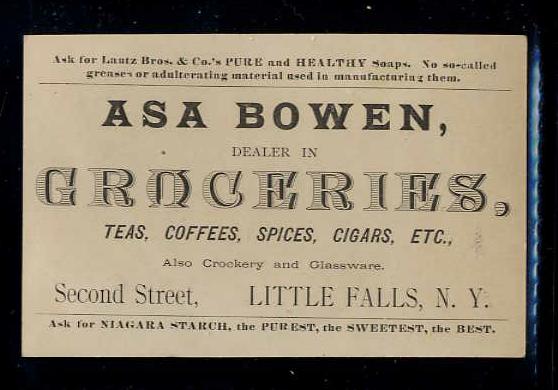 Ask for Lautz Bros. & Co.'s PURE and HEALTHY Soaps. No so-called
greases or adulterating material used in manufacturing them.
ASA BOWEN,
DEALER IN
GROCERIES,
TEAS, COFFEES, SPICES, CIGARS, ETC.,
Also Crockery and Glassware.
Second Street, LITTLE FALLS, N. Y.
Ask for NIAGARA STARCH, the PUREST, the SWEETEST, the BEST.